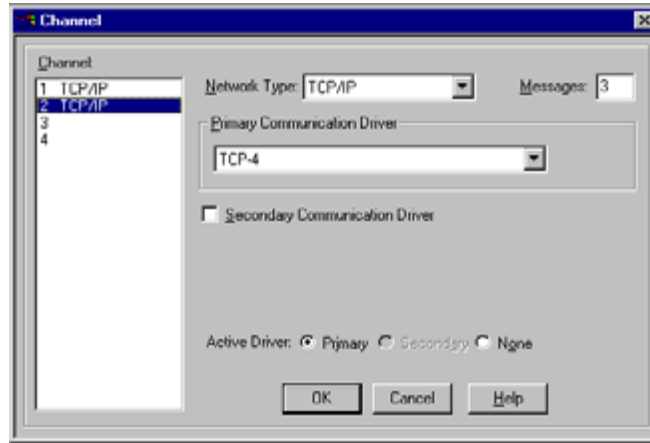 Channel
Channel
1 TCP/IP
2 TCP/IP
3
4
Network Type: TCP/IP Messages: 3
Primary Communication Driver
TCP-4
Secondary Communication Driver
Active Driver: Primary Secondary None
OK Cancel Help